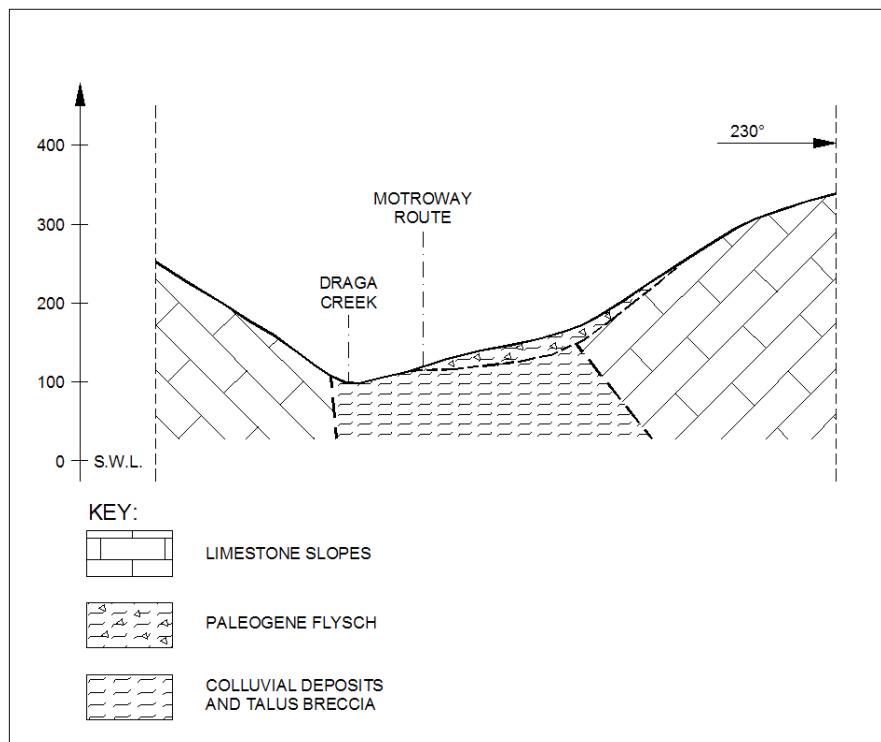 400
300
200
100
0
S.W.L.
230°
MOTROWAY
ROUTE
DRAGA
CREEK
KEY:
LIMESTONE SLOPES
PALEOGENE FLYSCH
COLLUVIAL DEPOSITS
AND TALUS BRECCIA